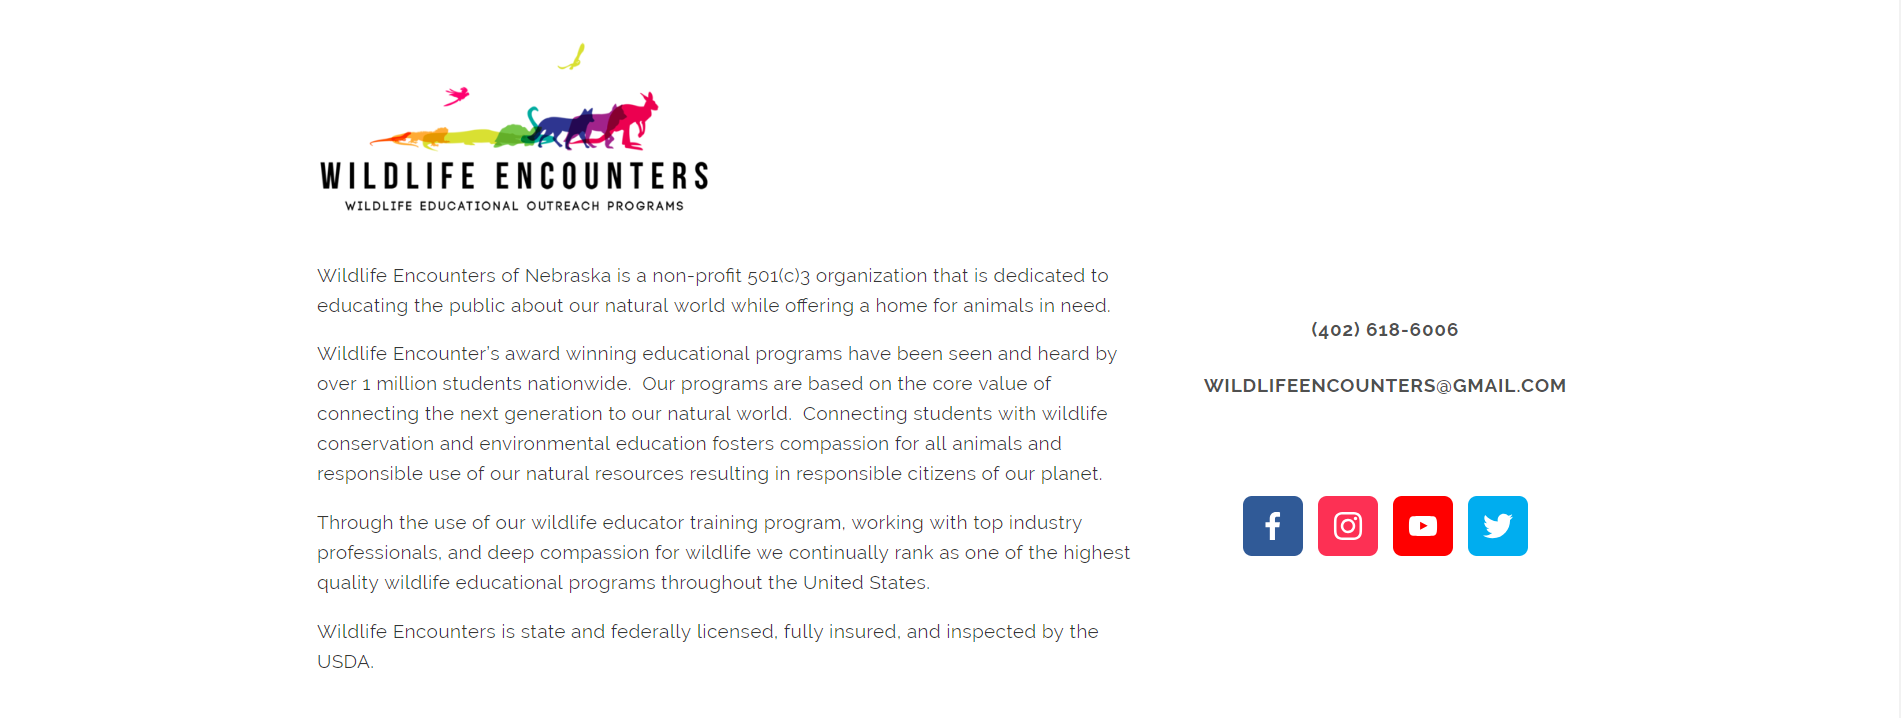 WILDLIFE ENCOUNTERS
WILDLIFE EDUCATIONAL OUTREACH PROGRAMS
Wildlife Encounters of Nebraska is a non-profit 501(c)3 organization that is dedicated to
educating the public about our natural world while offering a home for animals in need.
Wildlife Encounter’s award winning educational programs have been seen and heard by
over 1 million students nationwide.  Our programs are based on the core value of
connecting the next generation to our natural world.  Connecting students with wildlife
conservation and environmental education fosters compassion for all animals and
responsible use of our natural resources resulting in responsible citizens of our planet.
Through the use of our wildlife educator training program, working with top industry
professionals, and deep compassion for wildlife we continually rank as one of the highest
quality wildlife educational programs throughout the United States.
Wildlife Encounters is state and federally licensed, fully insured, and inspected by the
USDA.
(402) 618-6006
WILDLIFEENCOUNTERS@GMAIL.COM